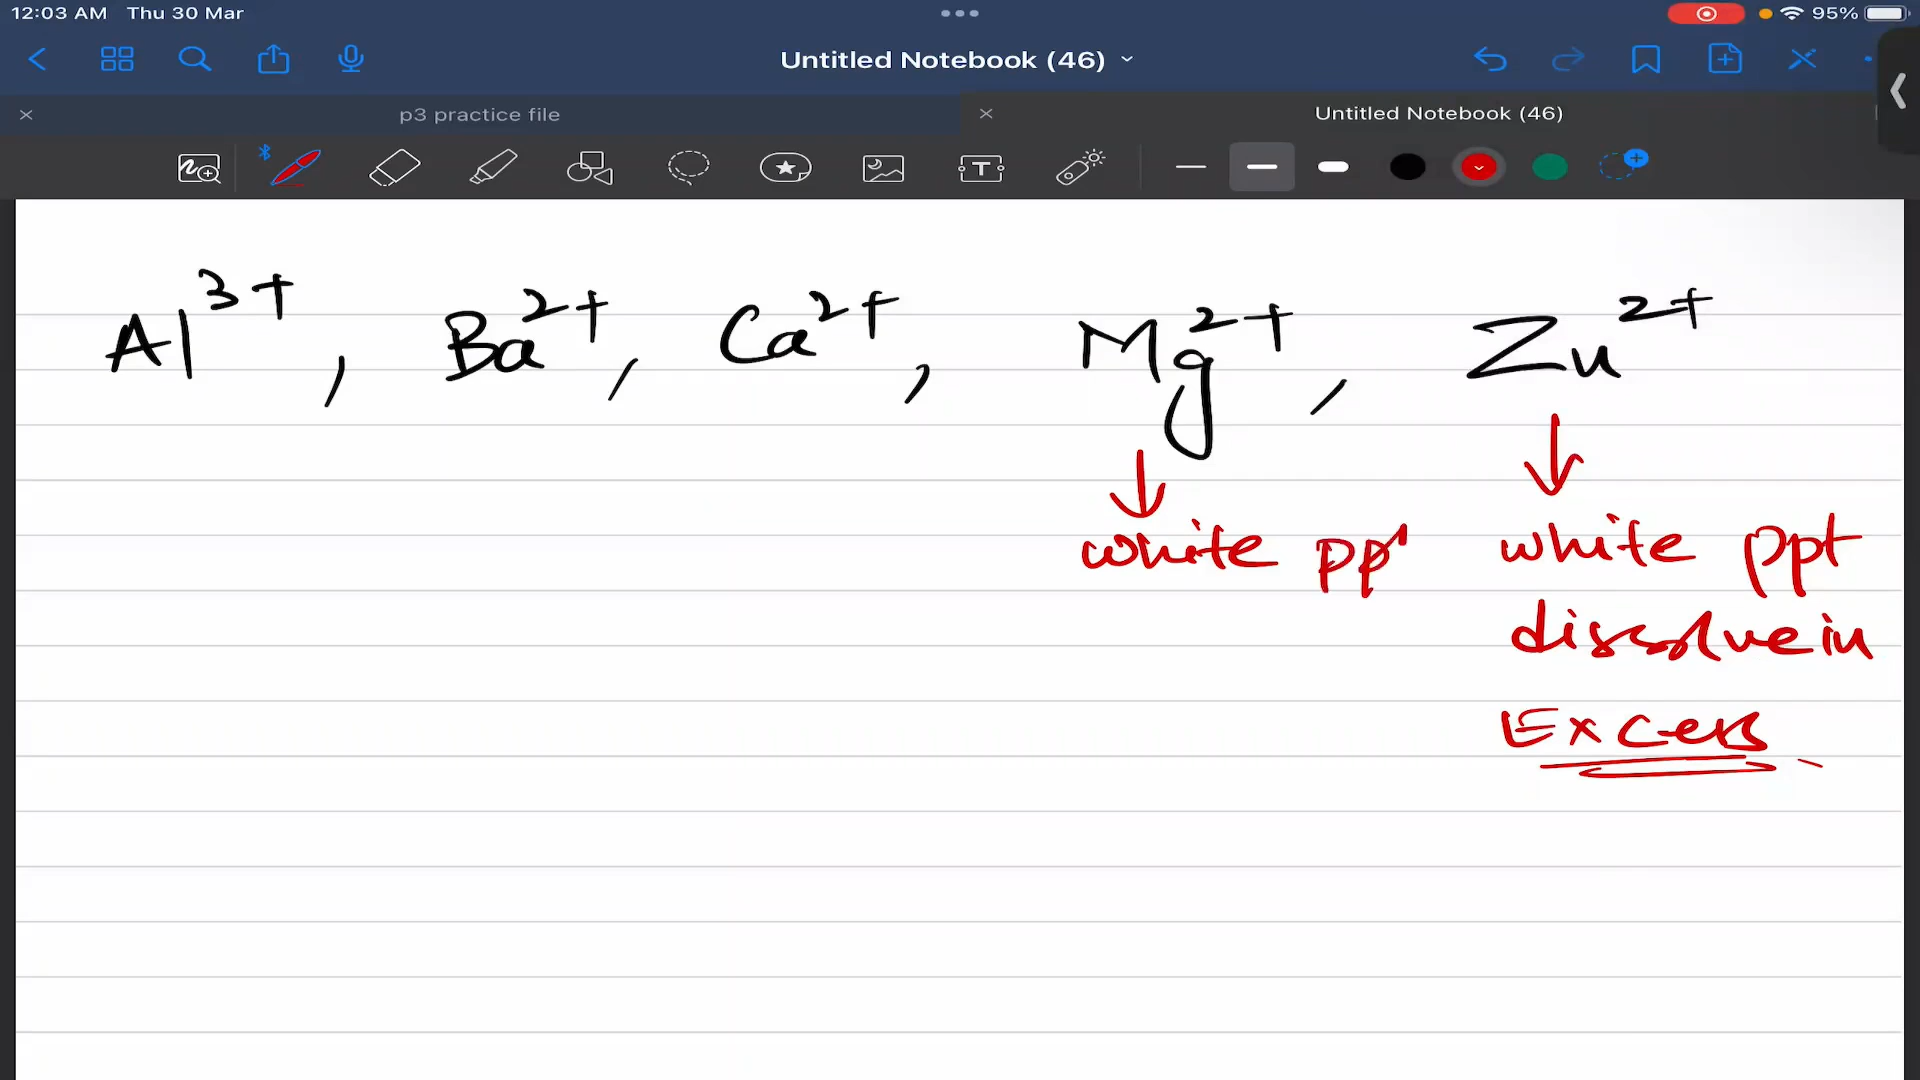 12:03 AM Thu 30 Mar
95%
Untitled Notebook (46)
p3 practice file
Untitled Notebook (46)
Al³⁺, Ba²⁺, Ca²⁺, Mg²⁺, Zn²⁺
white pp white ppt
dissolve in
Excess